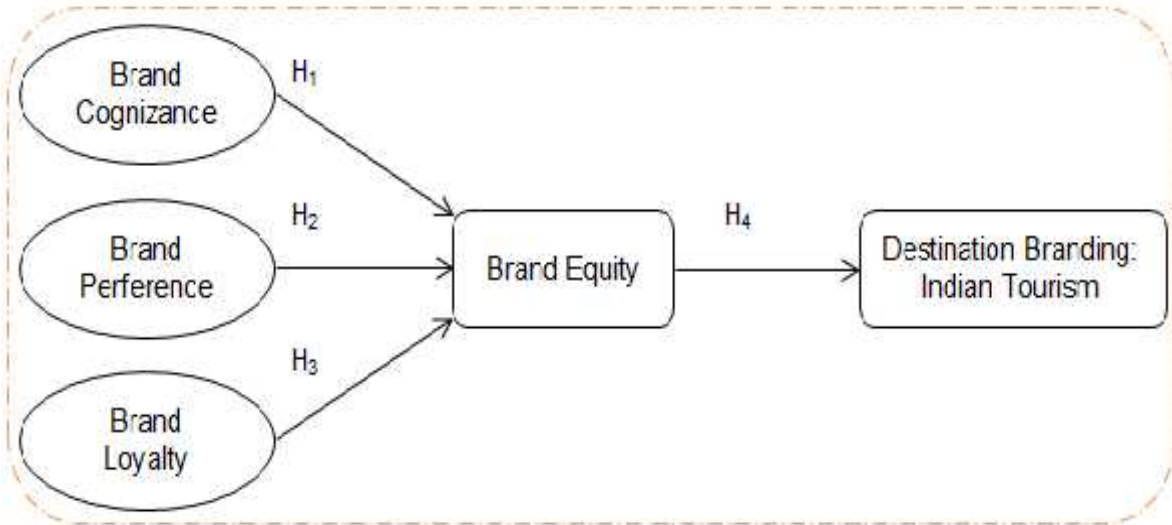 Brand
Cognizance
H₁
Brand
Perference
H₂
Brand
Loyalty
H₃
Brand Equity
H₄
Destination Branding:
Indian Tourism